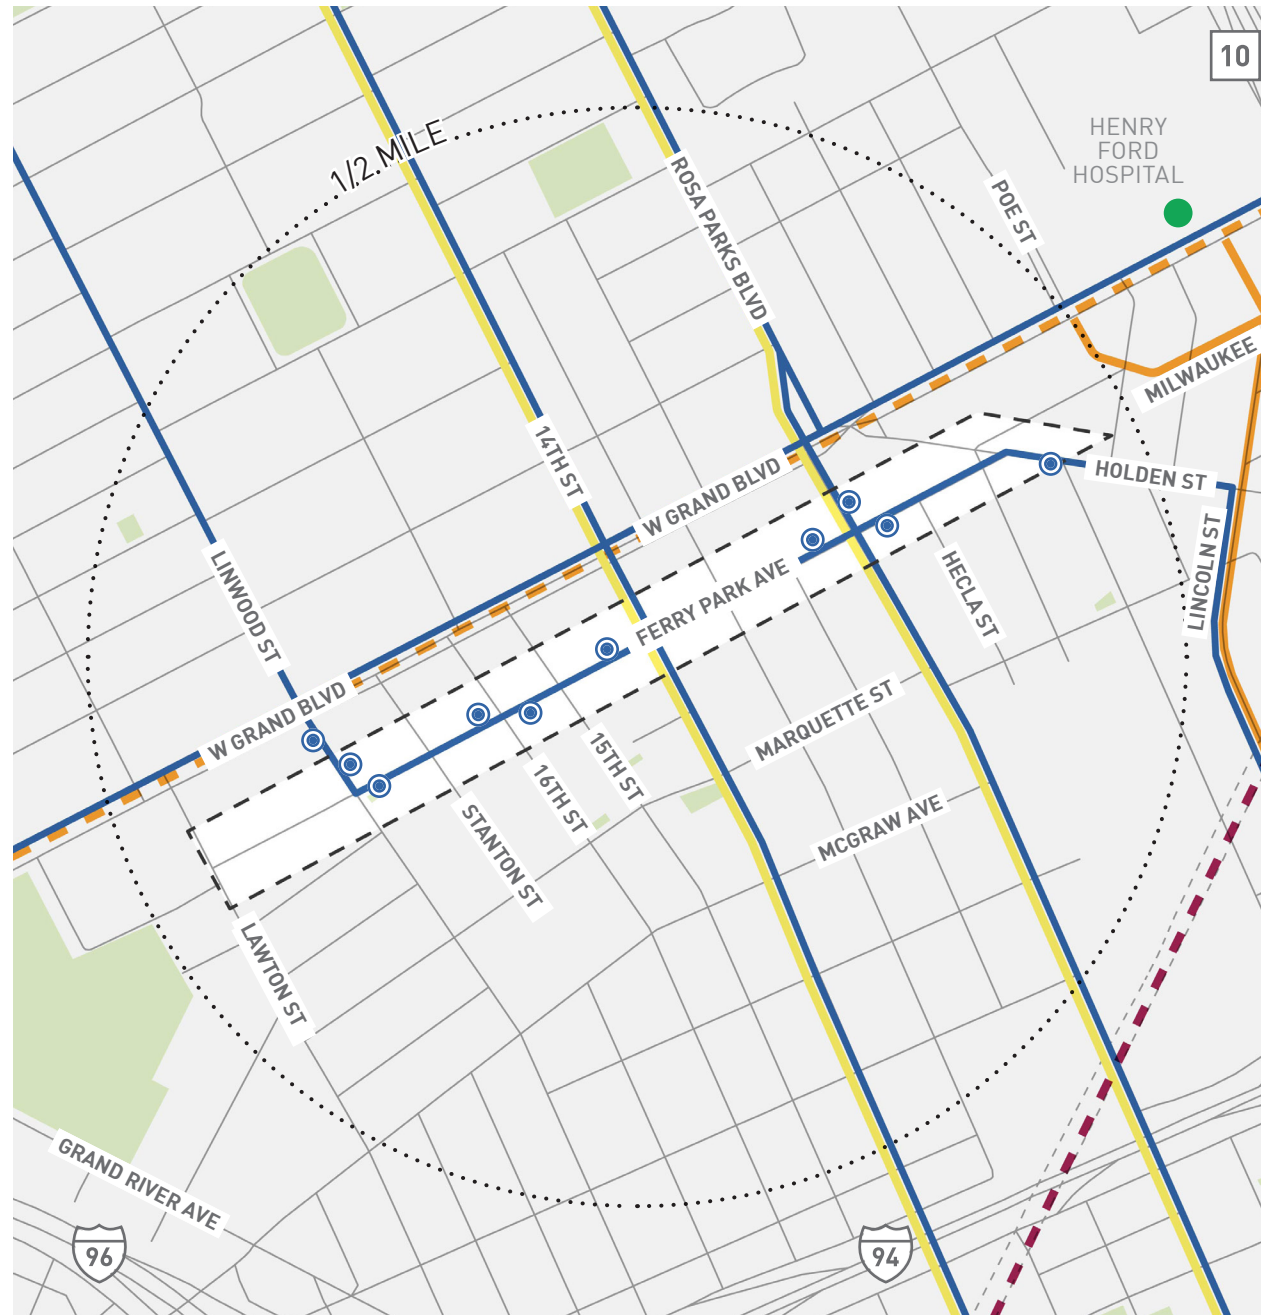 10
HENRY
FORD
HOSPITAL
1/2 MILE
ROSA PARKS BLVD
POE ST
MILWAUKEE
14TH ST
W GRAND BLVD
HOLDEN ST
LINCOLN ST
LINWOOD ST
FERRY PARK AVE
HECLA ST
W GRAND BLVD
MARQUETTE ST
15TH ST
16TH ST
STANTON ST
MCGRAW AVE
LAWTON ST
GRAND RIVER AVE
96
94